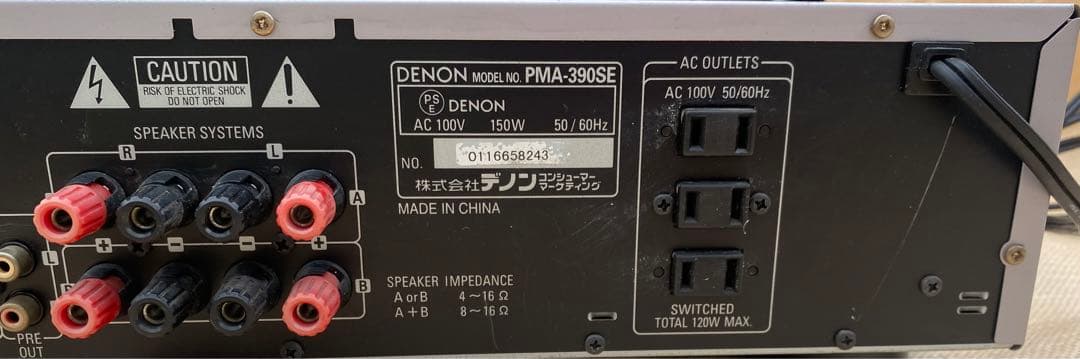 CAUTION
RISK OF ELECTRIC SHOCK
DO NOT OPEN
SPEAKER SYSTEMS
R
L
A
+
-
-
+
L
B
PRE
OUT
DENON MODEL NO. PMA-390SE
PS
E
DENON
AC 100V 150W 50/60Hz
NO. 0116658243
株式会社デノン コンシューマー
マーケティング
MADE IN CHINA
SPEAKER IMPEDANCE
A or B 4～16 Ω
A + B 8～16 Ω
AC OUTLETS
AC 100V 50/60Hz
SWITCHED
TOTAL 120W MAX.